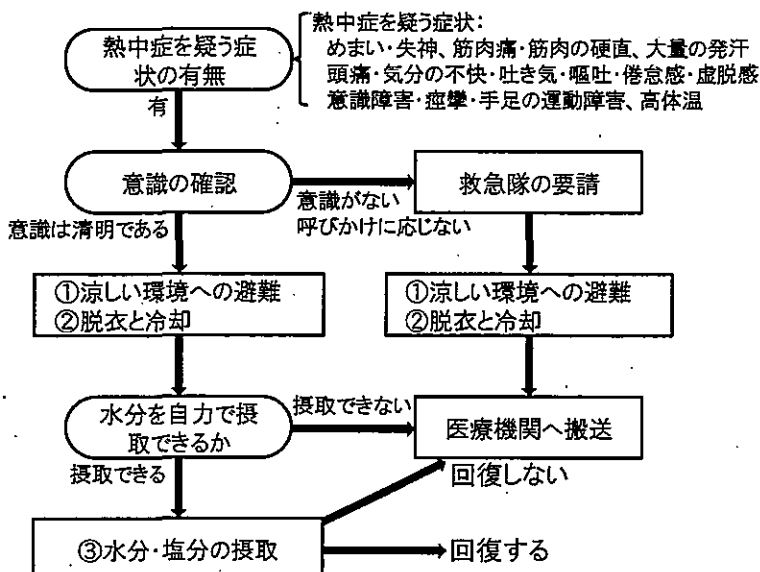 熱中症を疑う症
状の有無
熱中症を疑う症状:
めまい・失神、筋肉痛・筋肉の硬直、大量の発汗
頭痛・気分の不快・吐き気・嘔吐・倦怠感・虚脱感
意識障害・痙攣・手足の運動障害、高体温
有
意識の確認
意識がない
呼びかけに応じない
救急隊の要請
意識は清明である
①涼しい環境への避難
②脱衣と冷却
①涼しい環境への避難
②脱衣と冷却
水分を自力で摂
取できるか
摂取できない
医療機関へ搬送
摂取できる
回復しない
③水分・塩分の摂取
回復する